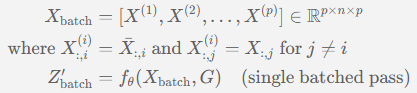 X_batch = [X^(1), X^(2), . . . , X^(p)] ∈ ℝ^{p×n×p}
where X^(i)_{:,i} = X̄_{:,i} and X^(i)_{:,j} = X_{:,j} for j ≠ i
Z′_batch = f_θ(X_batch, G) (single batched pass)